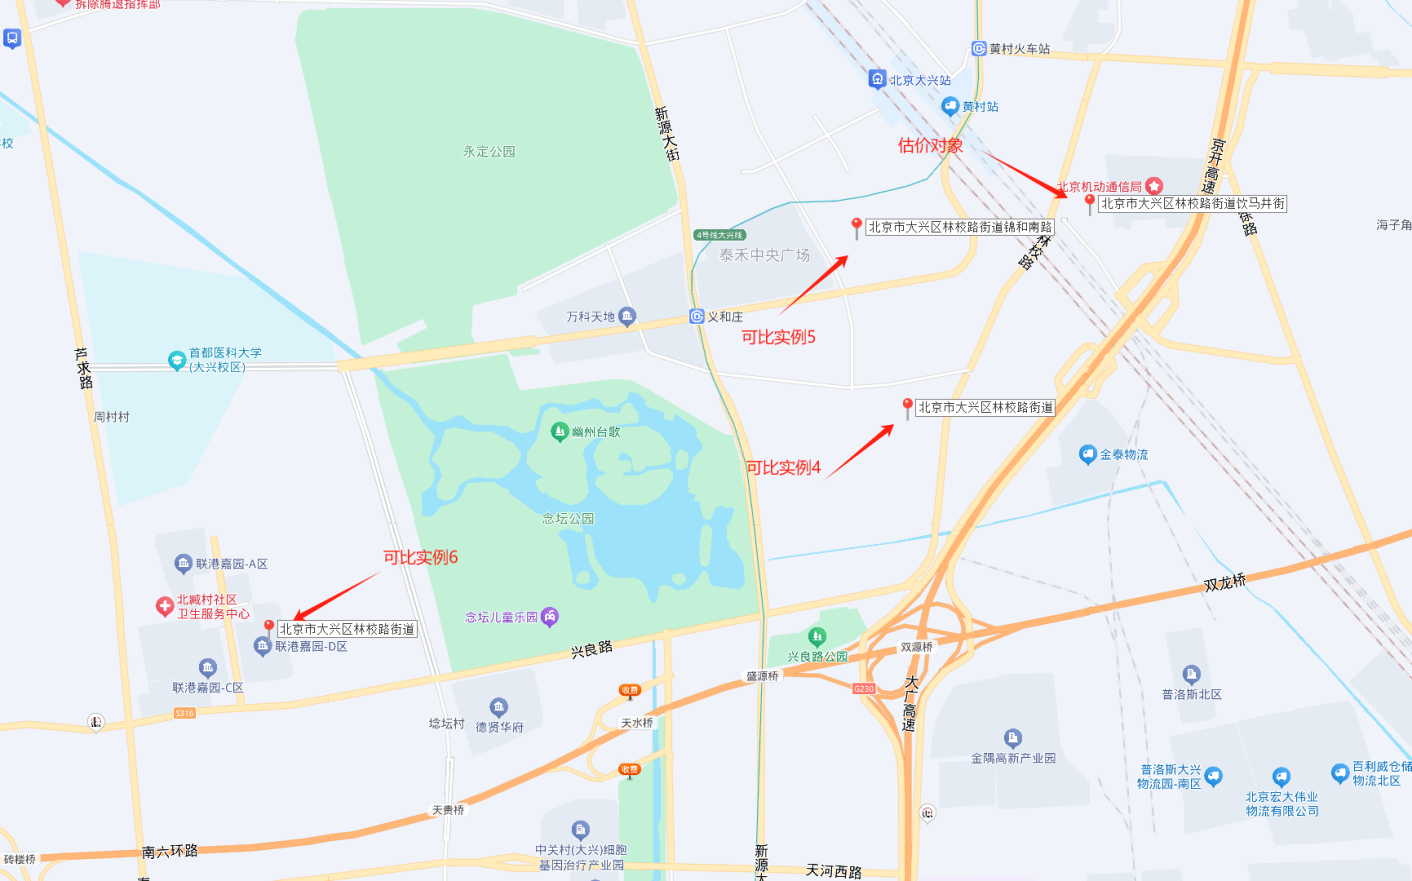 拆除腾退指挥部
黄村火车站
北京大兴站
黄村站
新源大街
京开高速
估价对象
永定公园
校
北京机动通信局
北京市大兴区林校路街道饮马井街
北京市大兴区林校路街道锦和南路
海子角
4号线大兴线
林校路
泰禾中央广场
万科天地
义和庄
可比实例5
首都医科大学
(大兴校区)
芦求路
周村村
北京市大兴区林校路街道
幽州台歌
可比实例4
金泰物流
念坛公园
可比实例6
联港嘉园-A区
双龙桥
北臧村社区
卫生服务中心
念坛儿童乐园
北京市大兴区林校路街道
联港嘉园-D区
兴良路
兴良路公园
双源桥
盛源桥
G230
大广高速
联港嘉园-C区
收费
普洛斯北区
S316
埝坛村
德贤华府
天水桥
金隅高新产业园
收费
普洛斯大兴
物流园-南区
百利威仓储
物流北区
北京宏大伟业
物流有限公司
天贵桥
中关村(大兴)细胞
基因治疗产业园
南六环路
砖楼桥
新源大
天河西路